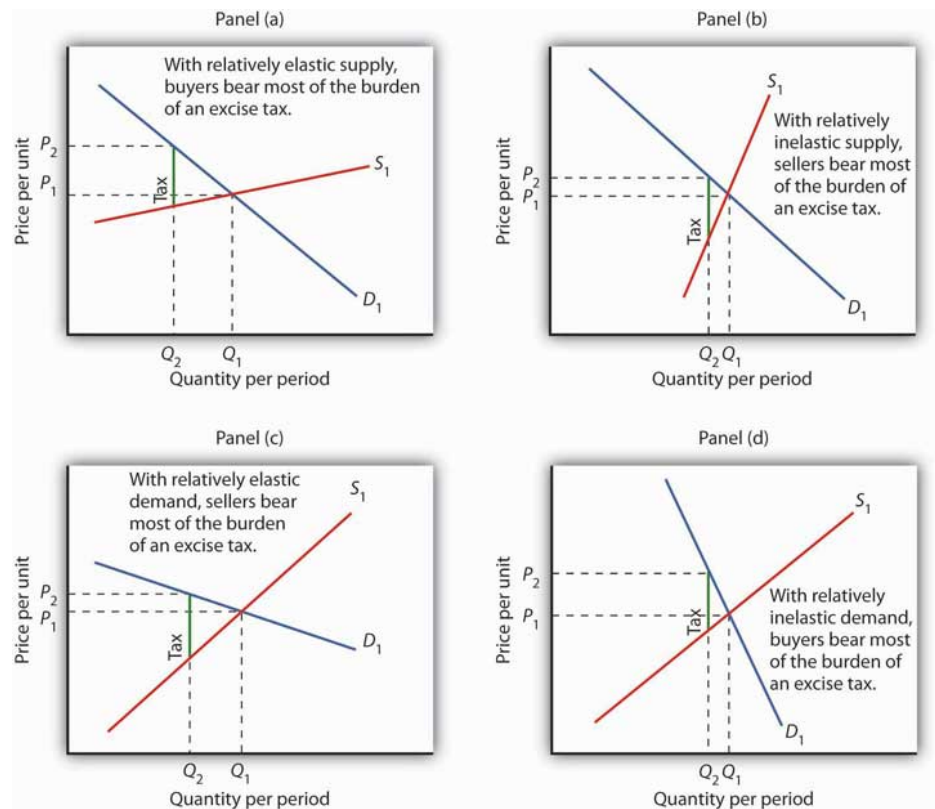 Panel (a)
With relatively elastic supply,
buyers bear most of the burden
of an excise tax.
Price per unit
P2
P1
Tax
S1
D1
Q2
Q1
Quantity per period
Panel (b)
S1
With relatively
inelastic supply,
sellers bear most
of the burden of
an excise tax.
Price per unit
P2
P1
Tax
D1
Q2 Q1
Quantity per period
Panel (c)
With relatively elastic
demand, sellers bear
most of the burden
of an excise tax.
S1
Price per unit
P2
P1
Tax
D1
Q2
Q1
Quantity per period
Panel (d)
S1
Price per unit
P2
P1
Tax
With relatively
inelastic demand,
buyers bear most
of the burden of
an excise tax.
D1
Q2 Q1
Quantity per period